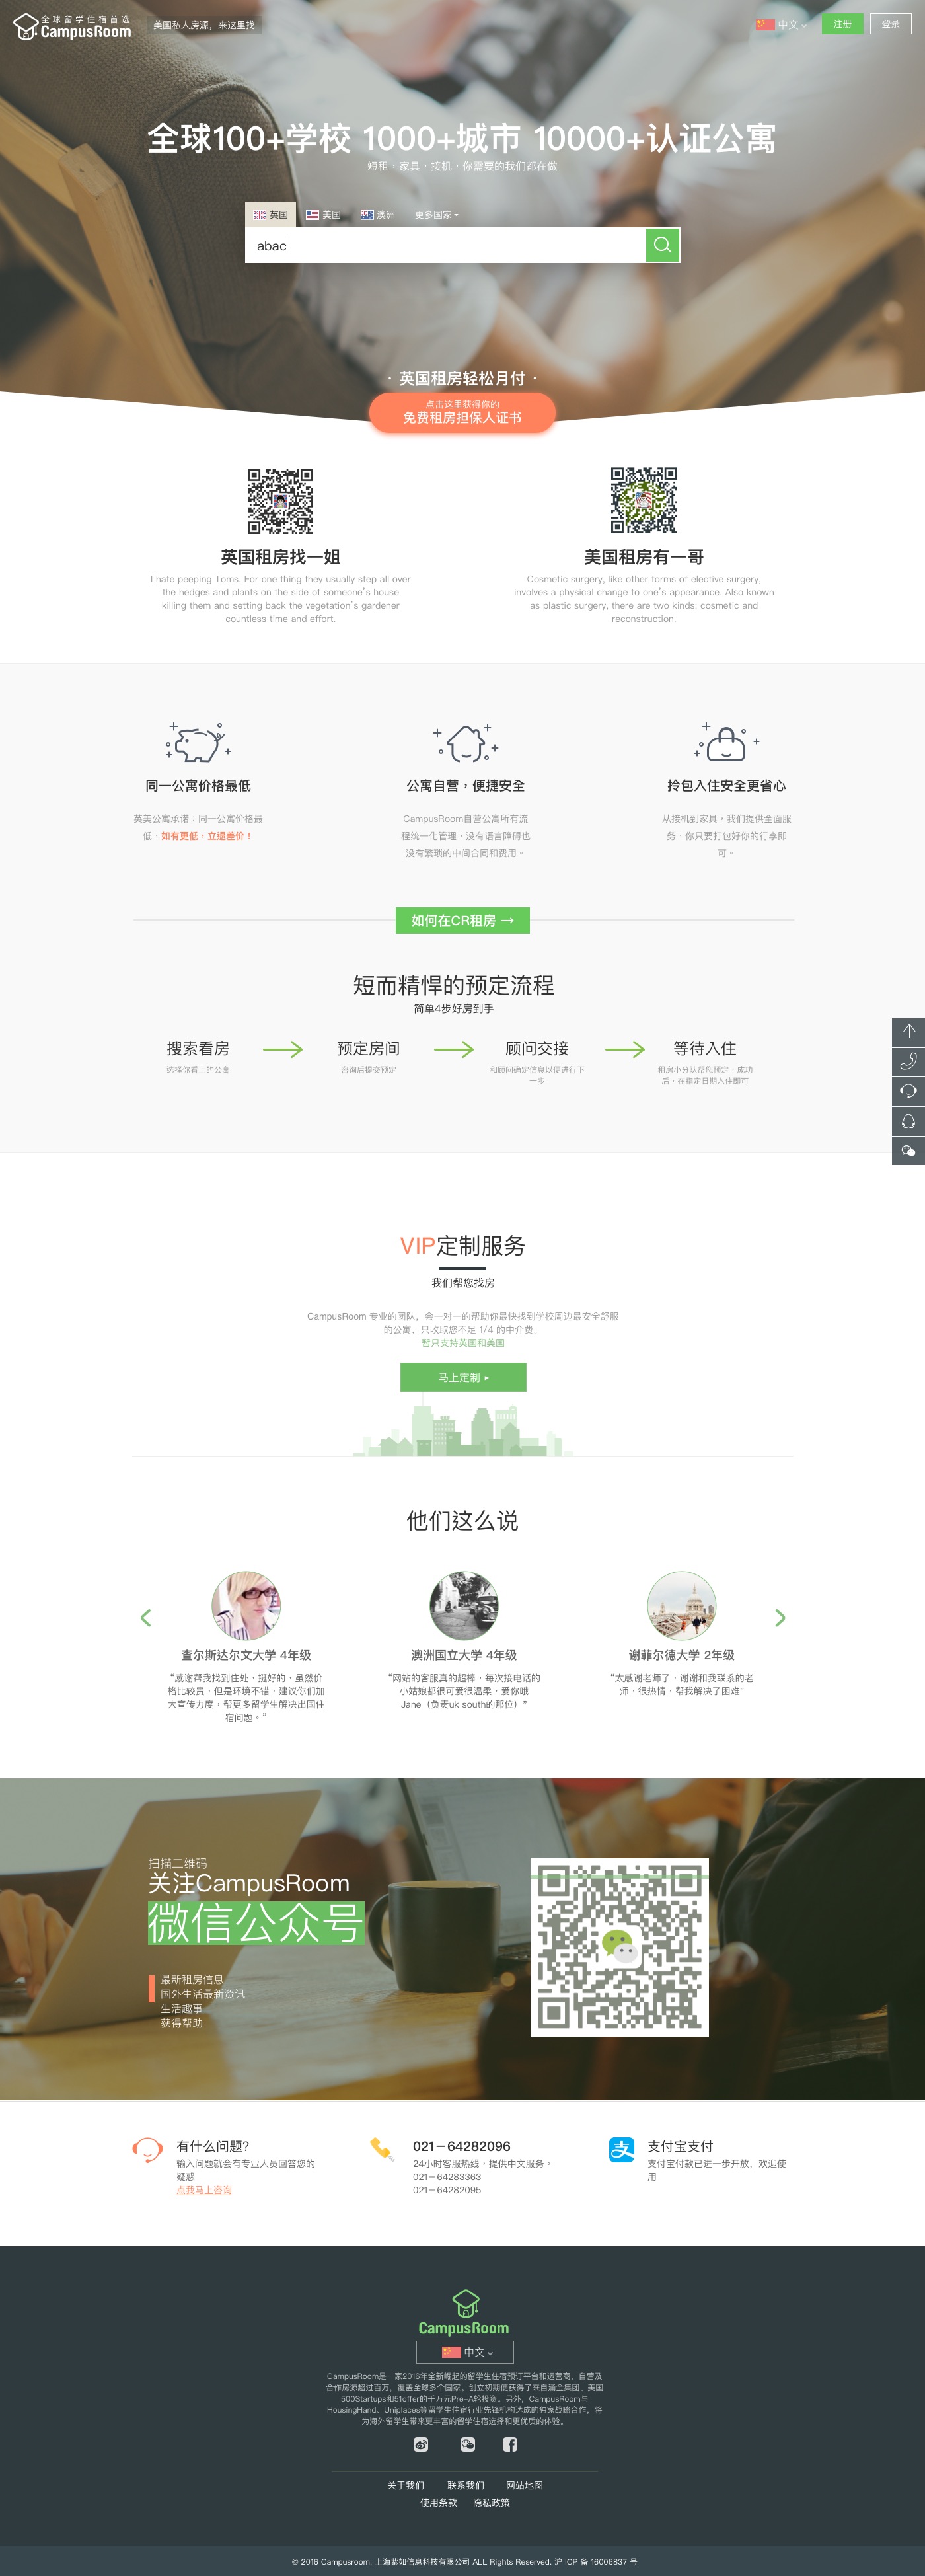 全球留学住宿首选
CampusRoom
美国私人房源，来这里找
中文
注册
登录
全球100+学校 1000+城市 10000+认证公寓
短租，家具，接机，你需要的我们都在做
英国
美国
澳洲
更多国家
abac
· 英国租房轻松月付 ·
点击这里获得你的
免费租房担保人证书
英国租房找一姐
I hate peeping Toms. For one thing they usually step all over
the hedges and plants on the side of someone's house
killing them and setting back the vegetation's gardener
countless time and effort.
美国租房有一哥
Cosmetic surgery, like other forms of elective surgery,
involves a physical change to one's appearance. Also known
as plastic surgery, there are two kinds: cosmetic and
reconstruction.
同一公寓价格最低
英美公寓承诺：同一公寓价格最
低，如有更低，立退差价！
公寓自营，便捷安全
CampusRoom自营公寓所有流
程统一化管理，没有语言障碍也
没有繁琐的中间合同和费用。
拎包入住安全更省心
从接机到家具，我们提供全面服
务，你只要打包好你的行李即
可。
如何在CR租房 →
短而精悍的预定流程
简单4步好房到手
搜索看房
选择你看上的公寓
预定房间
咨询后提交预定
顾问交接
和顾问确定信息以便进行下
一步
等待入住
租房小分队帮您预定，成功
后，在指定日期入住即可
VIP定制服务
我们帮您找房
CampusRoom 专业的团队，会一对一的帮助你最快找到学校周边最安全舒服
的公寓，只收取您不足 1/4 的中介费。
暂只支持英国和美国
马上定制 ▸
他们这么说
查尔斯达尔文大学 4年级
“感谢帮我找到住处，挺好的，虽然价
格比较贵，但是环境不错，建议你们加
大宣传力度，帮更多留学生解决出国住
宿问题。”
澳洲国立大学 4年级
“网站的客服真的超棒，每次接电话的
小姑娘都很可爱很温柔，爱你哦
Jane（负责uk south的那位）”
谢菲尔德大学 2年级
“太感谢老师了，谢谢和我联系的老
师，很热情，帮我解决了困难”
扫描二维码
关注CampusRoom
微信公众号
最新租房信息
国外生活最新资讯
生活趣事
获得帮助
有什么问题?
输入问题就会有专业人员回答您的
疑惑
点我马上咨询
021-64282096
24小时客服热线，提供中文服务。
021-64283363
021-64282095
支
支付宝支付
支付宝付款已进一步开放，欢迎使
用
CampusRoom
中文
CampusRoom是一家2016年全新崛起的留学生住宿预订平台和运营商，自营及
合作房源超过百万，覆盖全球多个国家。创立初期便获得了来自涌金集团、美国
500Startups和51offer的千万元Pre-A轮投资。另外，CampusRoom与
HousingHand、Uniplaces等留学生住宿行业先锋机构达成的独家战略合作，将
为海外留学生带来更丰富的留学住宿选择和更优质的体验。
关于我们
联系我们
网站地图
使用条款
隐私政策
© 2016 Campusroom. 上海紫如信息科技有限公司 ALL Rights Reserved. 沪 ICP 备 16006837 号